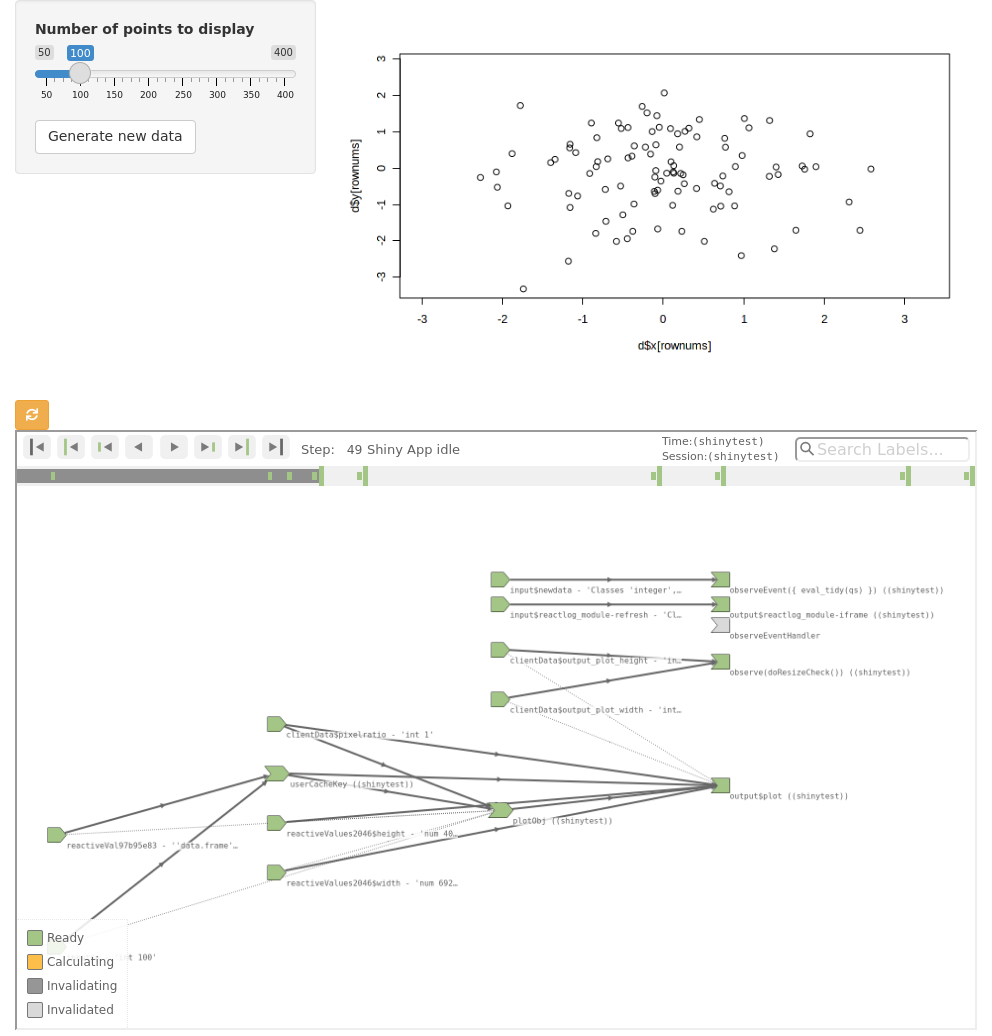 Number of points to display
50 100 400
50 100 150 200 250 300 350 400
Generate new data
3
2
1
0
-1
-2
-3
d$y[rownums]
-3 -2 -1 0 1 2 3
d$x[rownums]
Step: 49 Shiny App idle
Time:(shinytest)
Session:(shinytest)
Search Labels...
input$newdata - 'Classes 'integer',…
observeEvent({ eval_tidy(qs) }) ((shinytest))
input$reactlog_module-refresh - 'Cl…
output$reactlog_module-iframe ((shinytest))
observeEventHandler
clientData$output_plot_height - 'in…
observe(doResizeCheck()) ((shinytest))
clientData$output_plot_width - 'int…
clientData$pixelratio - 'int 1'
userCacheKey ((shinytest))
output$plot ((shinytest))
plotObj ((shinytest))
reactiveValues2046$height - 'num 40…
reactiveVal97b95e83 - ''data.frame'…
reactiveValues2046$width - 'num 692…
Ready
t 100'
Calculating
Invalidating
Invalidated